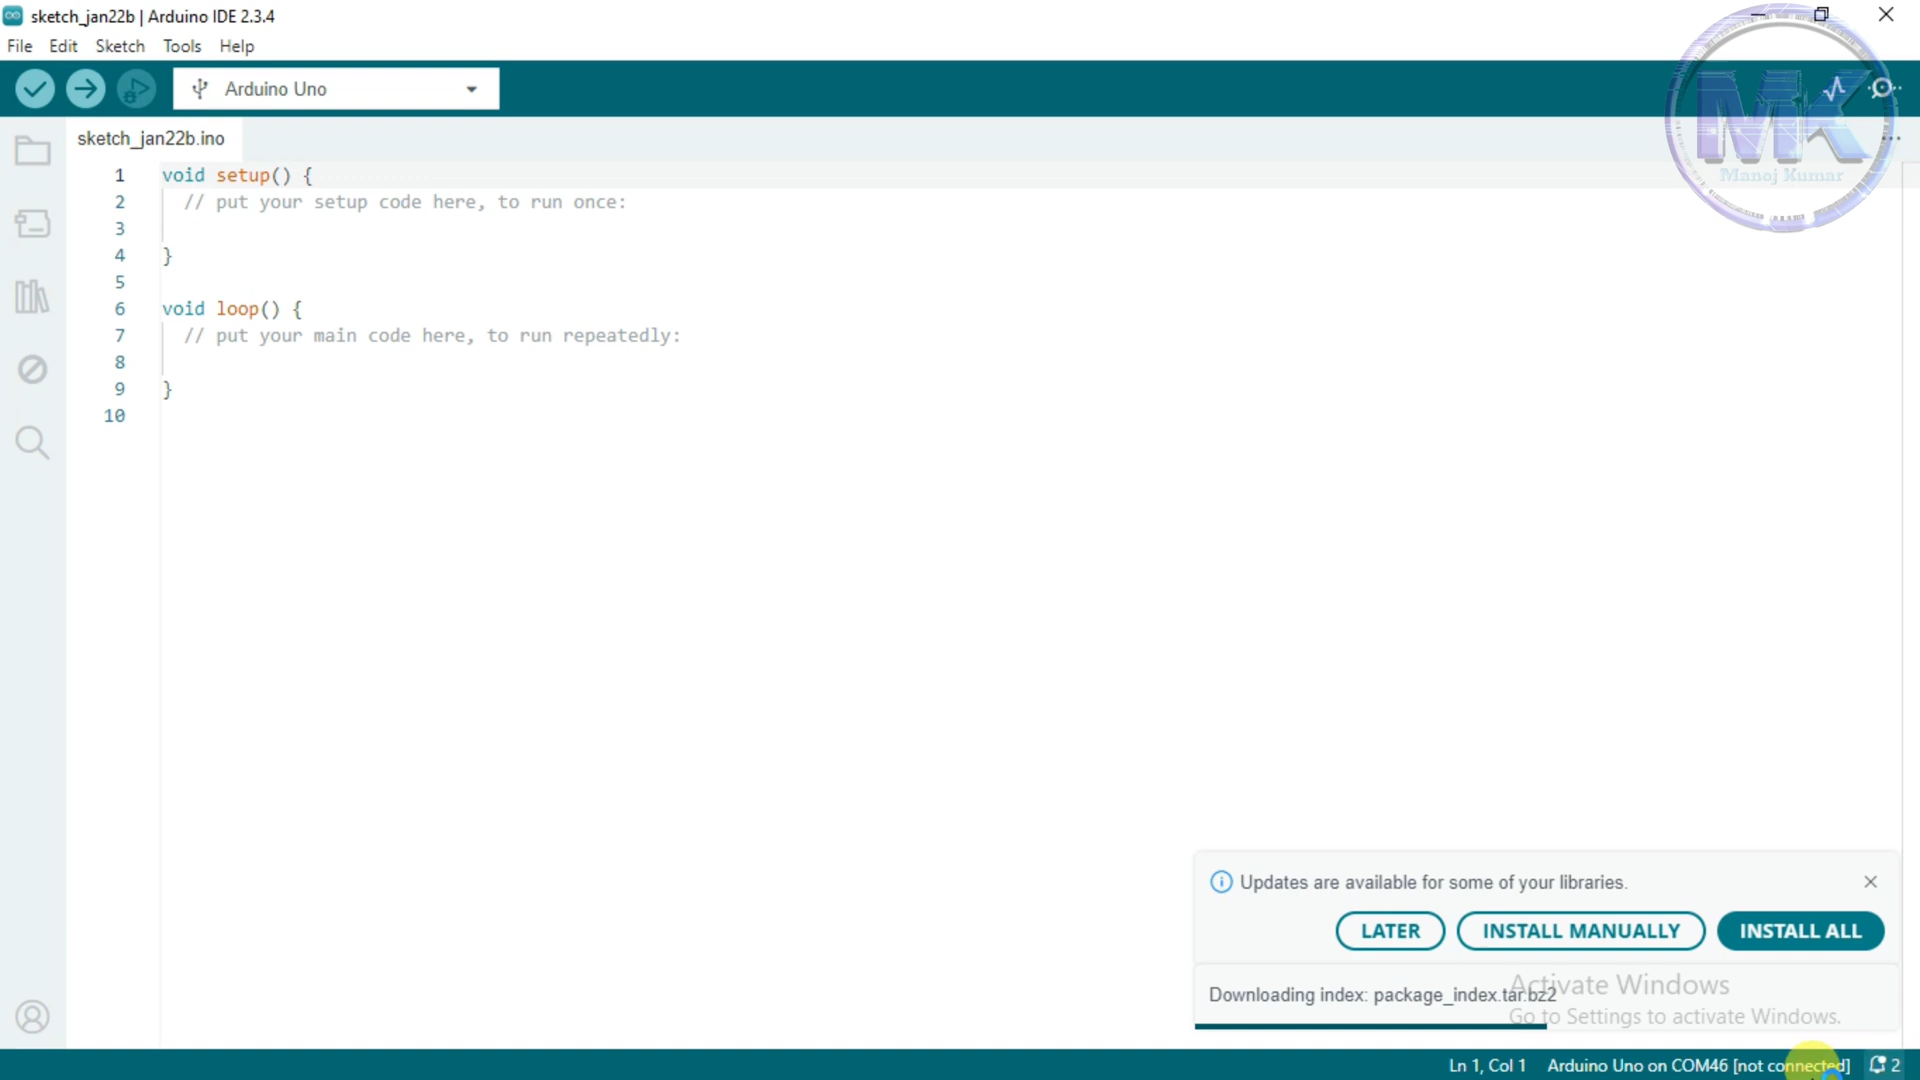 sketch_jan22b | Arduino IDE 2.3.4
File Edit Sketch Tools Help
Arduino Uno
MK
Manoj Kumar
sketch_jan22b.ino
1 void setup() {
2 // put your setup code here, to run once:
3
4 }
5
6 void loop() {
7 // put your main code here, to run repeatedly:
8
9 }
10
Updates are available for some of your libraries.
LATER INSTALL MANUALLY INSTALL ALL
Activate Windows
Downloading index: package_index.tar.bz2
Go to Settings to activate Windows.
Ln 1, Col 1 Arduino Uno on COM46 [not connected] 2